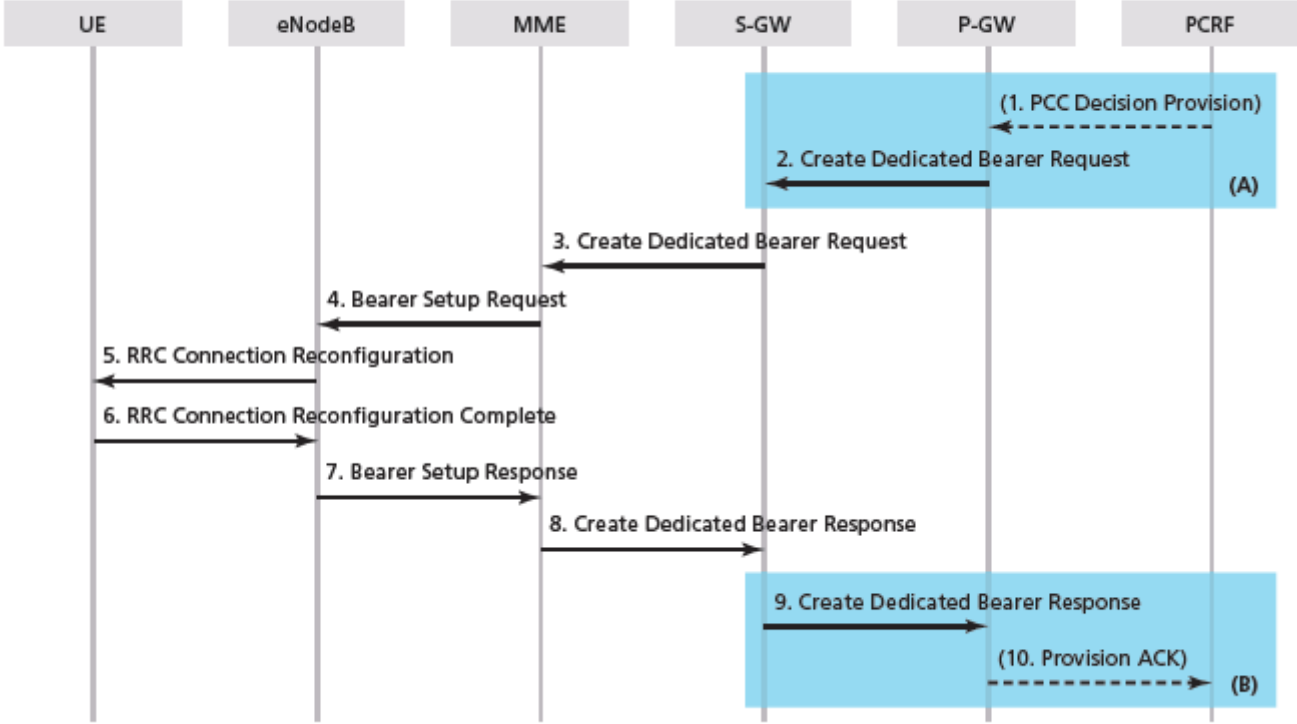 UE eNodeB MME S-GW P-GW PCRF
(1. PCC Decision Provision)
2. Create Dedicated Bearer Request
(A)
3. Create Dedicated Bearer Request
4. Bearer Setup Request
5. RRC Connection Reconfiguration
6. RRC Connection Reconfiguration Complete
7. Bearer Setup Response
8. Create Dedicated Bearer Response
9. Create Dedicated Bearer Response
(10. Provision ACK)
(B)